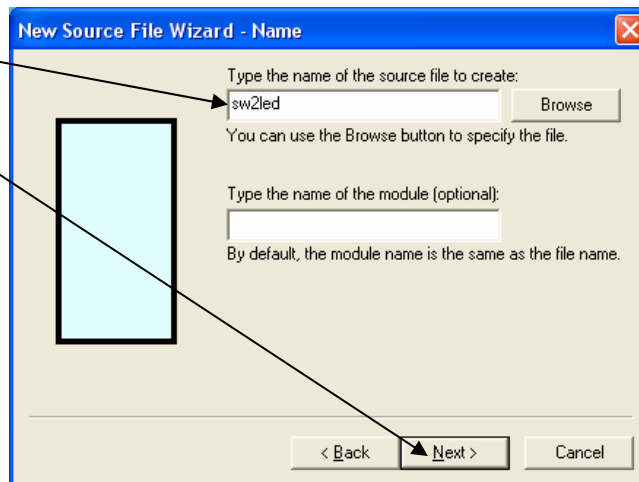 New Source File Wizard - Name
Type the name of the source file to create:
sw2led
Browse
You can use the Browse button to specify the file.
Type the name of the module (optional):
By default, the module name is the same as the file name.
< Back
Next >
Cancel